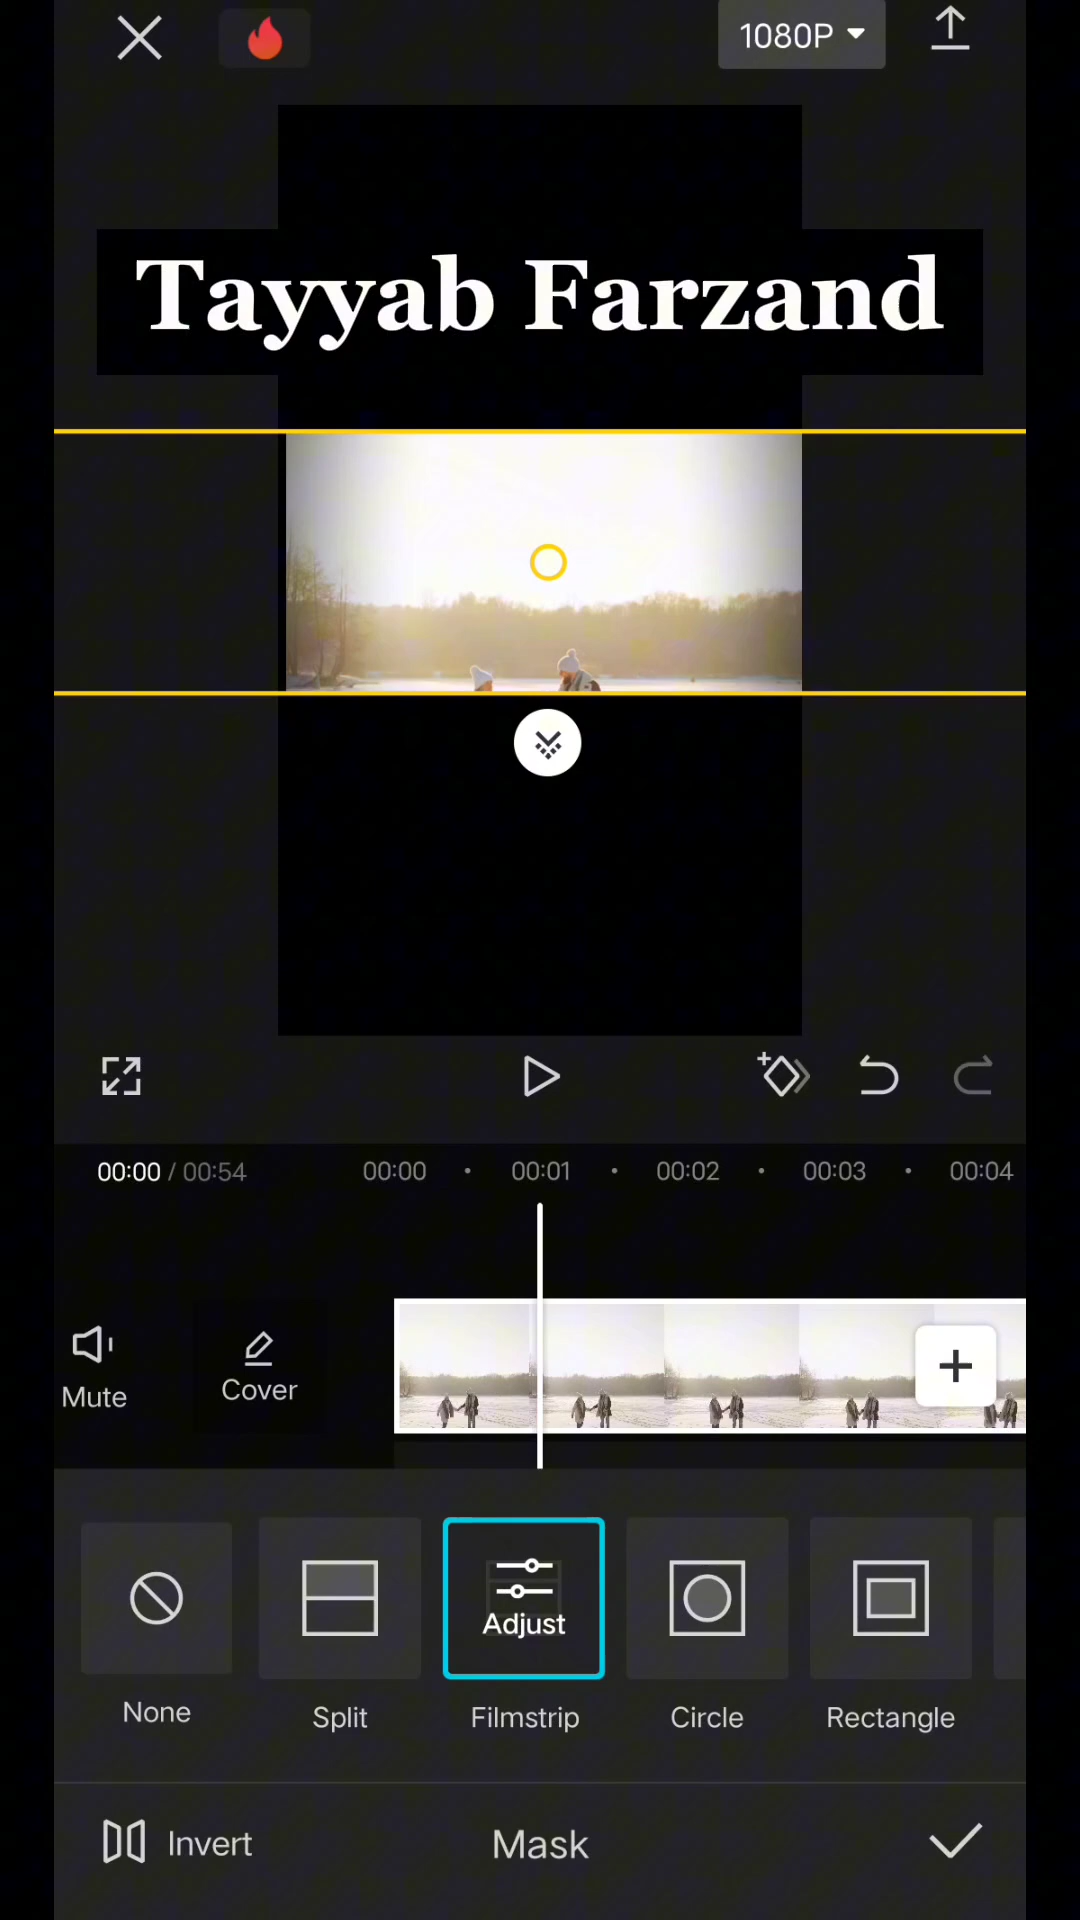 1080P
Tayyab Farzand
00:00 / 00:54 00:00 00:01 00:02 00:03 00:04
Mute
Cover
Adjust
None
Split
Filmstrip
Circle
Rectangle
Invert
Mask